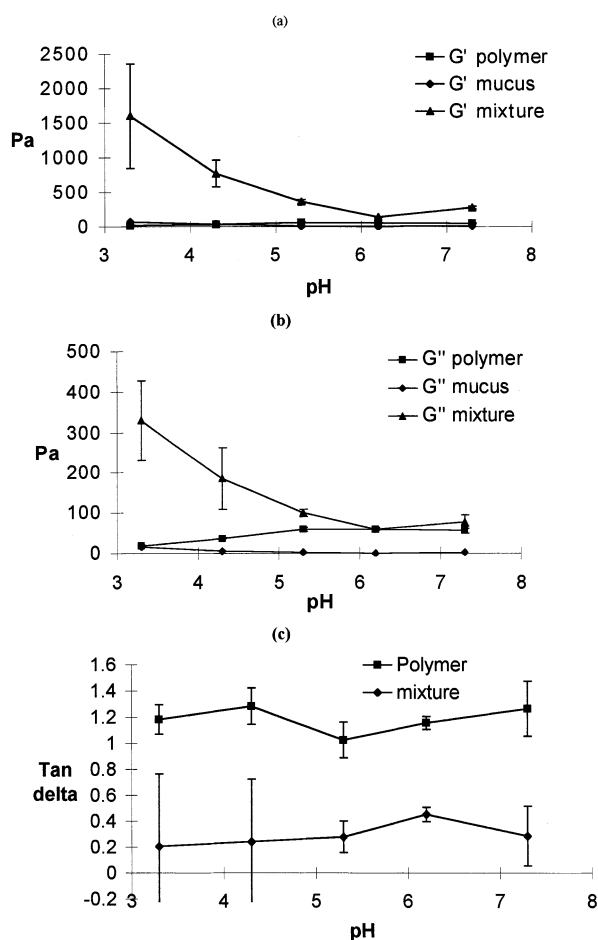 (a)
2500
2000
1500
1000
500
0
Pa
3 4 5 6 7 8
pH
G' polymer
G' mucus
G' mixture
(b)
500
400
300
200
100
0
Pa
3 4 5 6 7 8
pH
G'' polymer
G'' mucus
G'' mixture
(c)
1.6
1.4
1.2
1
0.8
0.6
0.4
0.2
0
-0.2
Tan
delta
3 4 5 6 7 8
pH
Polymer
mixture